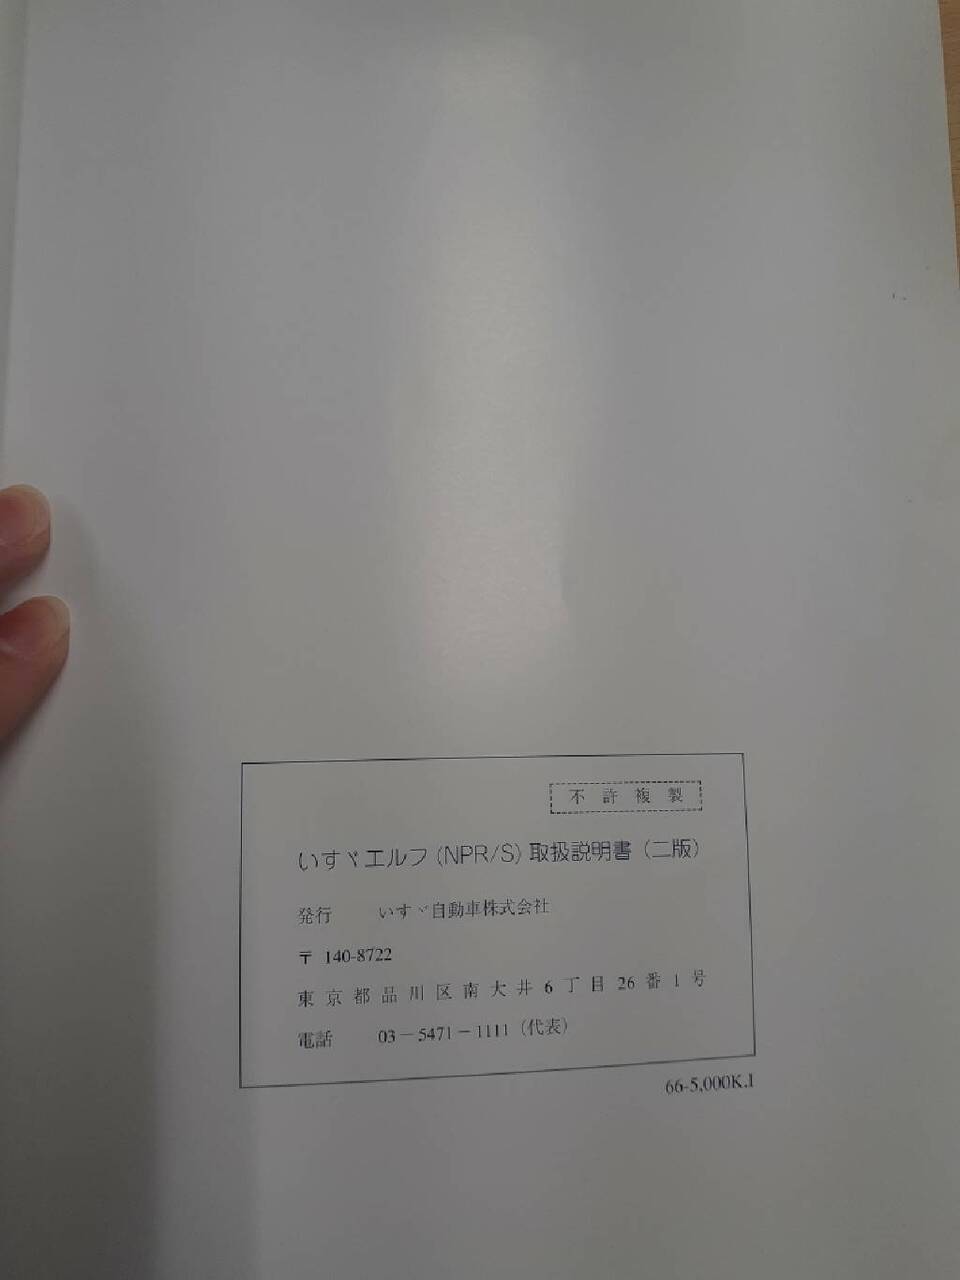 不許複製
いすゞエルフ(NPR/S)取扱説明書(二版)
発行 いすゞ自動車株式会社
〒 140-8722
東京都品川区南大井6丁目26番1号
電話 03-5471-1111(代表)
66-5,000K.I